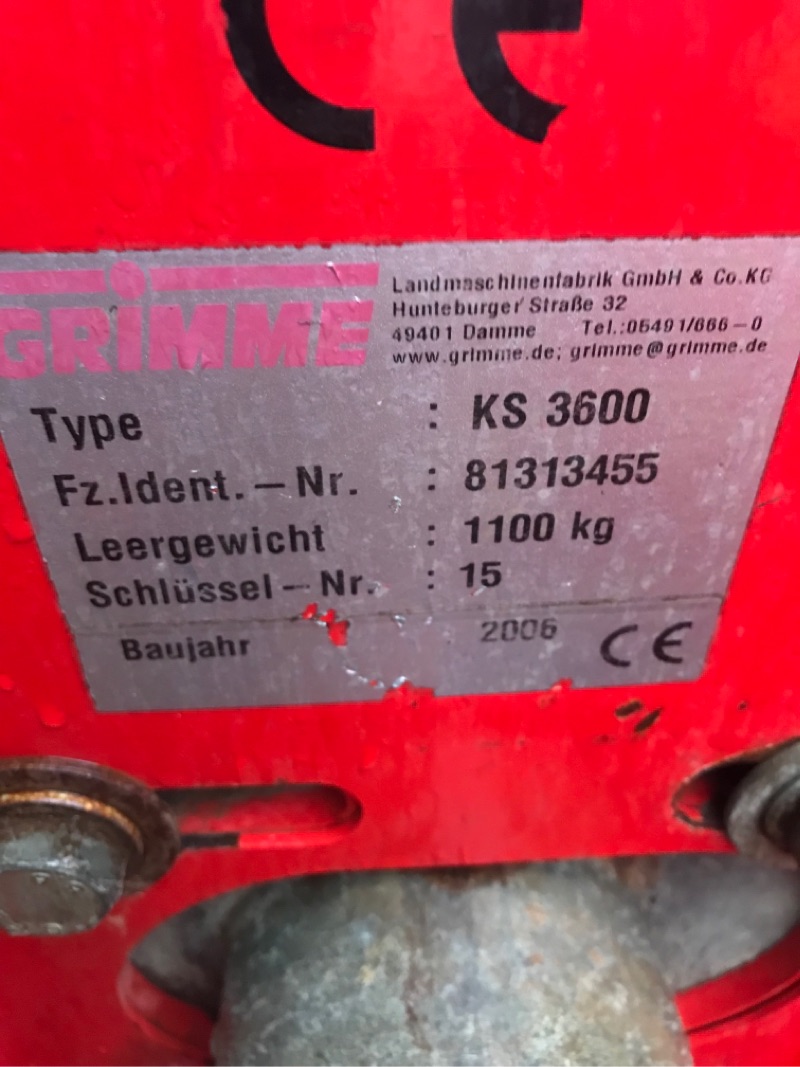 CE
GRIMME
Landmaschinenfabrik GmbH & Co.KG
Hunteburger Straße 32
49401 Damme Tel.:05491/666-0
www.grimme.de; grimme@grimme.de
Type : KS 3600
Fz.Ident.-Nr. : 81313455
Leergewicht : 1100 kg
Schlüssel-Nr. : 15
Baujahr 2006 CE